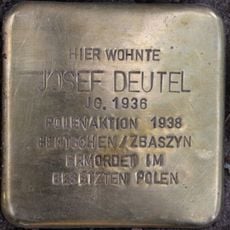 HIER WOHNTE
JOSEF DEUTEL
JG. 1936
POLENAKTION 1938
BENTSCHEN/ZBASZYN
ERMORDET IM
BESETZTEN POLEN